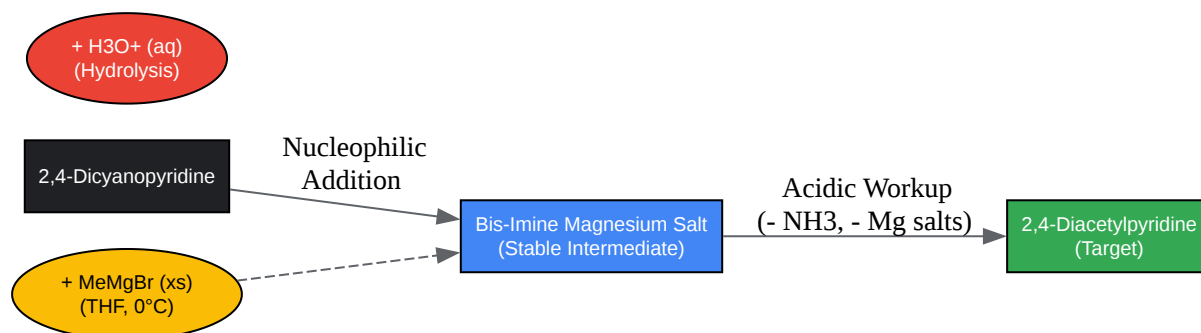 + H3O+ (aq)
(Hydrolysis)
2,4-Dicyanopyridine
Nucleophilic
Addition
+ MeMgBr (xs)
(THF, 0°C)
Bis-Imine Magnesium Salt
(Stable Intermediate)
Acidic Workup
(- NH3, - Mg salts)
2,4-Diacetylpyridine
(Target)